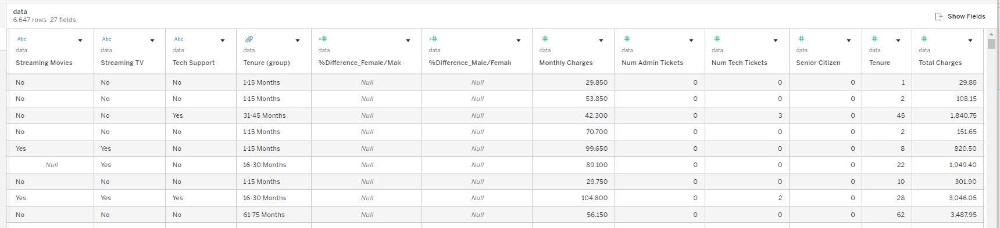 data
6,647 rows 27 fields
Show Fields
Abc Abc Abc
data data data data data data data data data data data data
Streaming Movies Streaming TV Tech Support Tenure (group) %Difference_Female/Male %Difference_Male/Female Monthly Charges Num Admin Tickets Num Tech Tickets Senior Citizen Tenure Total Charges
No No No 1-15 Months Null Null 29.850 0 0 0 1 29.85
No No No 1-15 Months Null Null 53.850 0 0 0 2 108.15
No No Yes 31-45 Months Null Null 42.300 0 3 0 45 1,840.75
No No No 1-15 Months Null Null 70.700 0 0 0 2 151.65
Yes Yes No 1-15 Months Null Null 99.650 0 0 0 8 820.50
Null Yes No 16-30 Months Null Null 89.100 0 0 0 22 1,949.40
No No No 1-15 Months Null Null 29.750 0 0 0 10 301.90
Yes Yes Yes 16-30 Months Null Null 104.800 0 2 0 28 3,046.05
No No No 61-75 Months Null Null 56.150 0 0 0 62 3,487.95